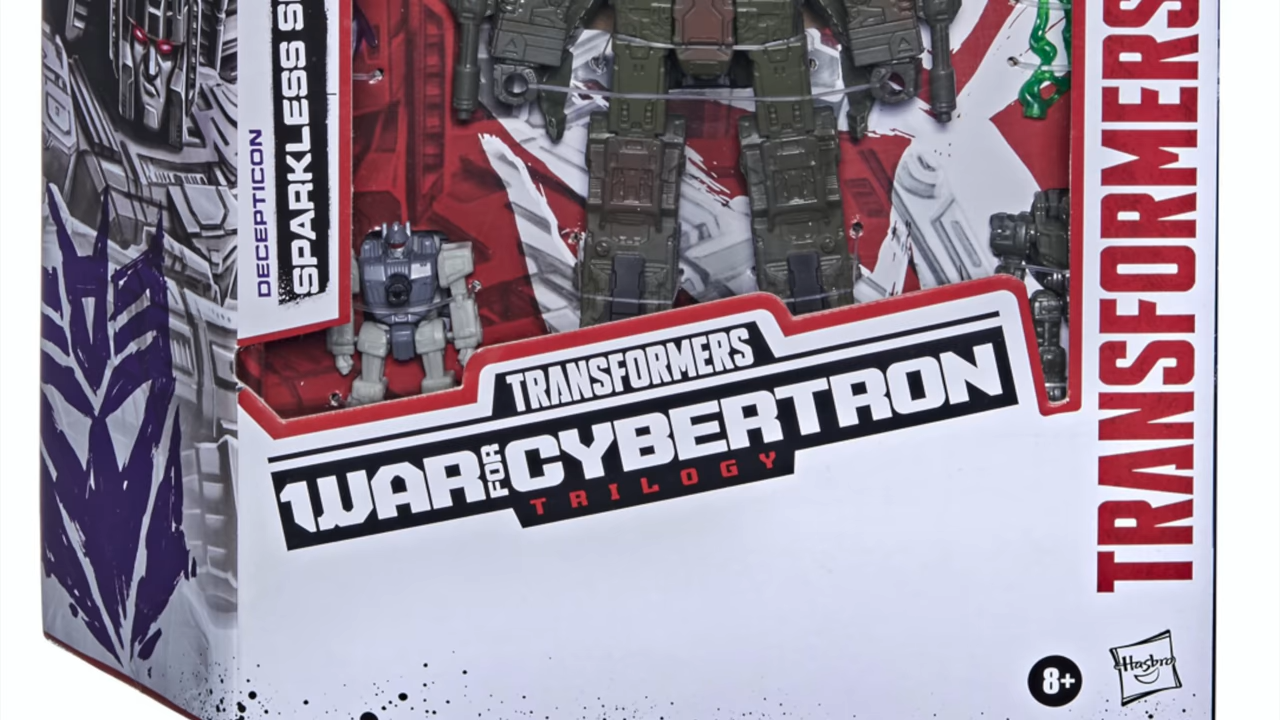 DECEPTICON
SPARKLESS
TRANSFORMERS
WAR FOR CYBERTRON
TRILOGY
TRANSFORMERS
8+
Hasbro